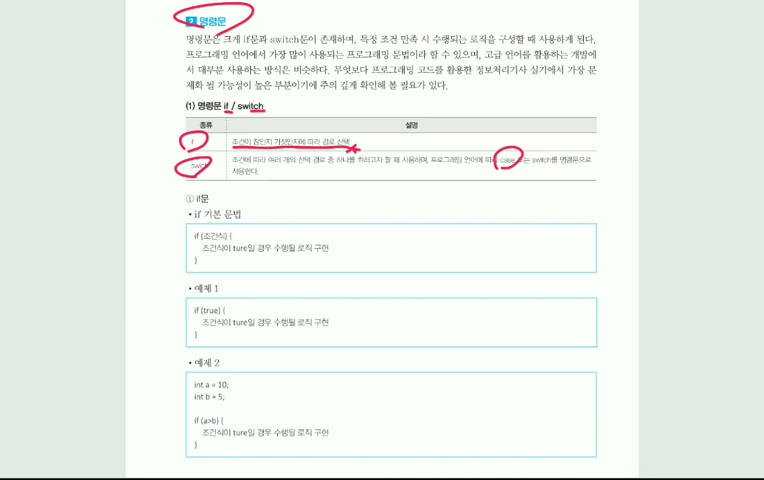 2 명령문
명령문은 크게 if문과 switch문이 존재하며, 특정 조건 만족 시 수행되는 로직을 구성할 때 사용하게 된다.
프로그래밍 언어에서 가장 많이 사용되는 프로그래밍 문법이라 할 수 있으며, 고급 언어를 활용하는 개발에
서 대부분 사용하는 방식은 비슷하다. 무엇보다 프로그래밍 코드를 활용한 정보처리기사 실기에서 가장 문
제화 될 가능성이 높은 부분이기에 주의 깊게 확인해 볼 필요가 있다.
(1) 명령문 if / switch
종류 설명
if 조건이 참인지 거짓인지에 따라 경로 선택
switch 조건에 따라 여러 개의 선택 경로 중 하나를 취하고자 할 때 사용하며, 프로그래밍 언어에 따라 case 또는 switch를 명령문으로
사용한다.
① if문
• if 기본 문법
if (조건식) {
조건식이 ture일 경우 수행될 로직 구현
}
• 예제 1
if (true) {
조건식이 ture일 경우 수행될 로직 구현
}
• 예제 2
int a = 10;
int b = 5;
if (a>b) {
조건식이 ture일 경우 수행될 로직 구현
}